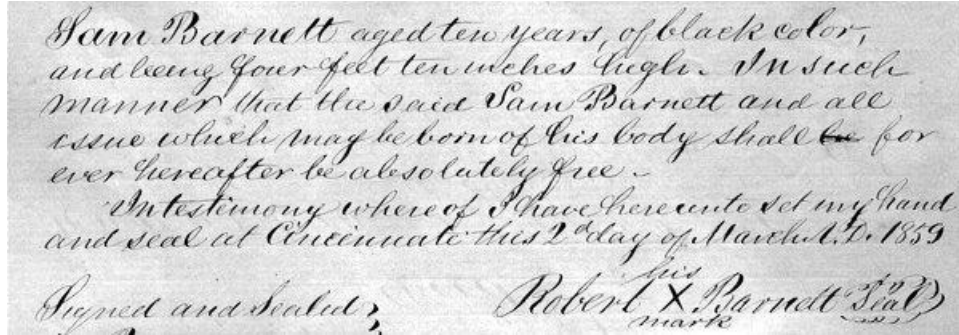 Sam Barnett aged ten years, of black color,
and being four feet ten inches high. In such
manner that the said Sam Barnett and all
issue which may be born of his body shall be for
ever hereafter be absolutely free.
In testimony where of I have hereunto set my hand
and seal at Cincinnati this 2d day of March A.D. 1859
his
Signed and Sealed Robert X Barnett Seal
mark